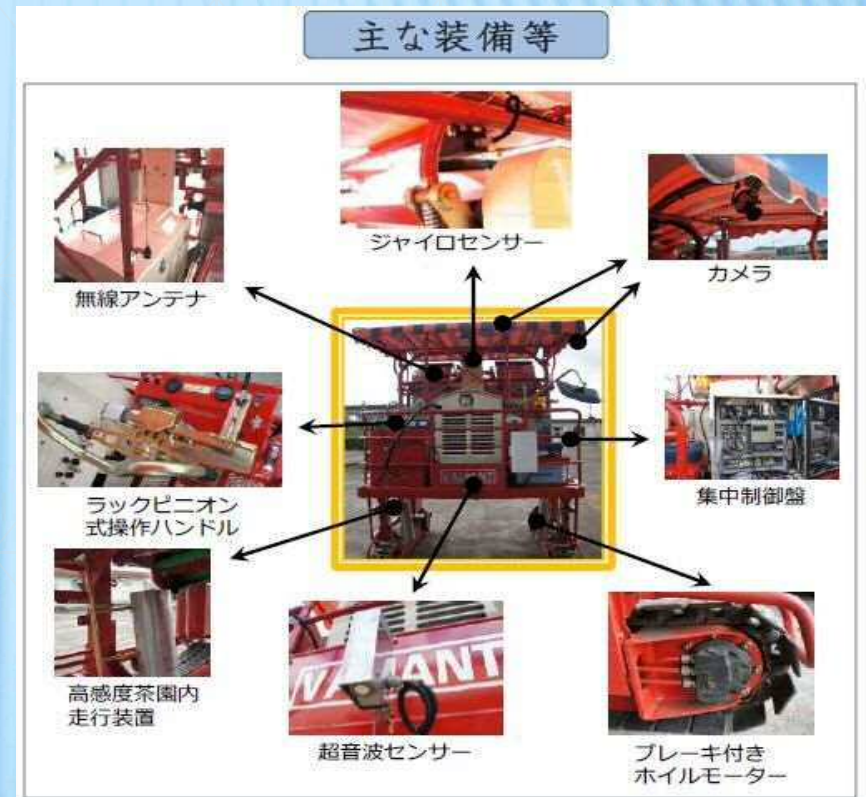 主な装備等
ジャイロセンサー
無線アンテナ
カメラ
ラックピニオン
式操作ハンドル
集中制御盤
高感度茶園内
走行装置
VARIANT
超音波センサー
ブレーキ付き
ホイルモーター